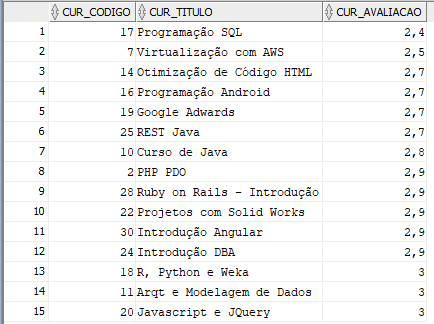 CUR_CODIGO CUR_TITULO CUR_AVALIACAO
1 17 Programação SQL 2,4
2 7 Virtualização com AWS 2,5
3 14 Otimização de Código HTML 2,7
4 16 Programação Android 2,7
5 19 Google Adwards 2,7
6 25 REST Java 2,7
7 10 Curso de Java 2,8
8 2 PHP PDO 2,9
9 28 Ruby on Rails - Introdução 2,9
10 22 Projetos com Solid Works 2,9
11 30 Introdução Angular 2,9
12 24 Introdução DBA 2,9
13 18 R, Python e Weka 3
14 11 Arqt e Modelagem de Dados 3
15 20 Javascript e JQuery 3